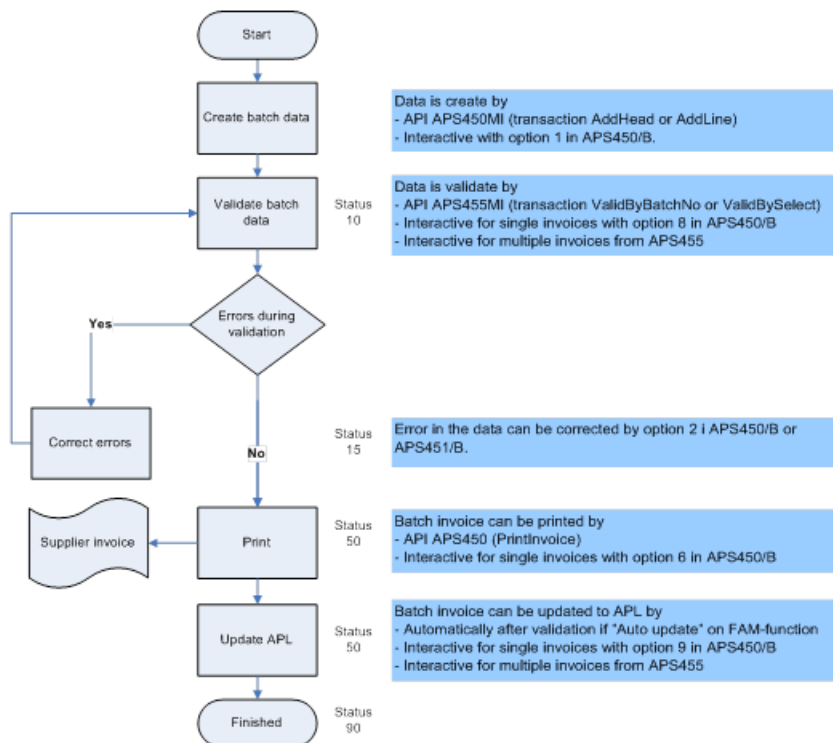 Start
Create batch data
Data is create by
- API APS450MI (transaction AddHead or AddLine)
- Interactive with option 1 in APS450/B.
Validate batch
data
Status
10
Data is validate by
- API APS455MI (transaction ValidByBatchNo or ValidBySelect)
- Interactive for single invoices with option 8 in APS450/B
- Interactive for multiple invoices from APS455
Errors during
validation
Yes
No
Correct errors
Status
15
Error in the data can be corrected by option 2 i APS450/B or
APS451/B.
Supplier invoice
Print
Status
50
Batch invoice can be printed by
- API APS450 (PrintInvoice)
- Interactive for single invoices with option 6 in APS450/B
Update APL
Status
50
Batch invoice can be updated to APL by
- Automatically after validation if "Auto update" on FAM-function
- Interactive for single invoices with option 9 in APS450/B
- Interactive for multiple invoices from APS455
Finished
Status
90